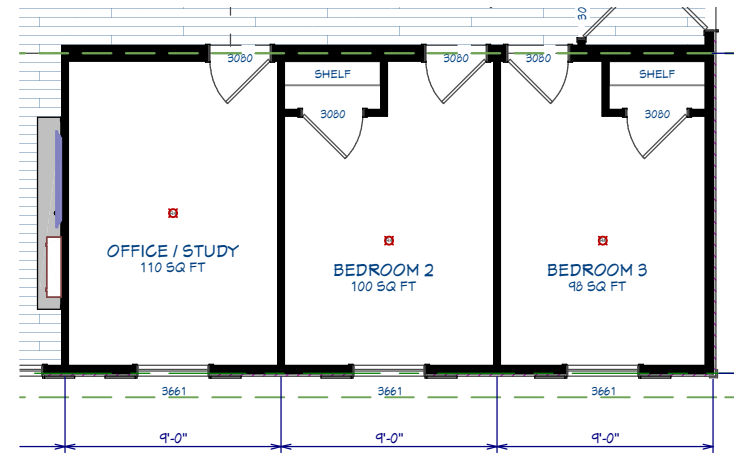 30
3080
3080
3080
SHELF
SHELF
3080
3080
OFFICE / STUDY
110 SQ FT
BEDROOM 2
100 SQ FT
BEDROOM 3
98 SQ FT
3661
3661
3661
9'-0"
9'-0"
9'-0"